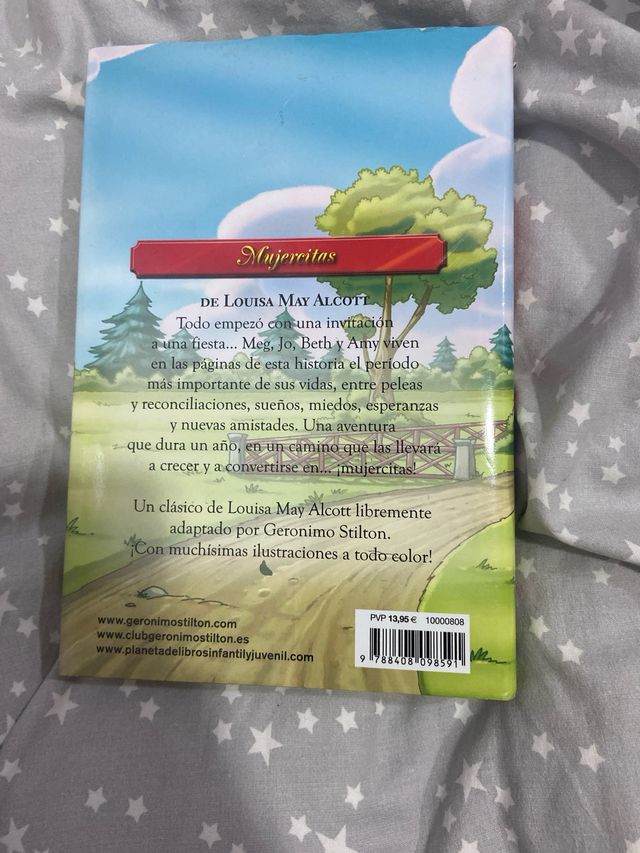 Mujercitas
DE LOUISA MAY ALCOTT
Todo empezó con una invitación
a una fiesta... Meg, Jo, Beth y Amy viven
en las páginas de esta historia el período
más importante de sus vidas, entre peleas
y reconciliaciones, sueños, miedos, esperanzas
y nuevas amistades. Una aventura
que dura un año, en un camino que las llevará
a crecer y a convertirse en... ¡mujercitas!
Un clásico de Louisa May Alcott libremente
adaptado por Geronimo Stilton.
¡Con muchísimas ilustraciones a todo color!
www.geronimostilton.com
www.clubgeronimostilton.es
www.planetadelibrosinfantilyjuvenil.com
PVP 13,95 € 10000808
9 788408 098591